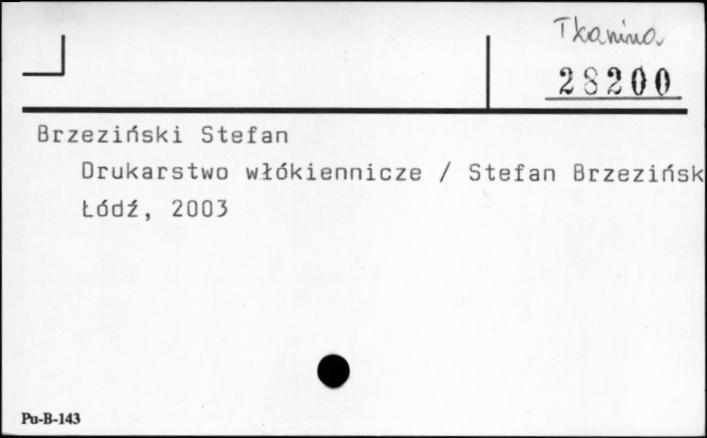 Tkanina
28200
Brzeziński Stefan
Drukarstwo włókiennicze / Stefan Brzezińsk
Łódź, 2003
Pu-B-143